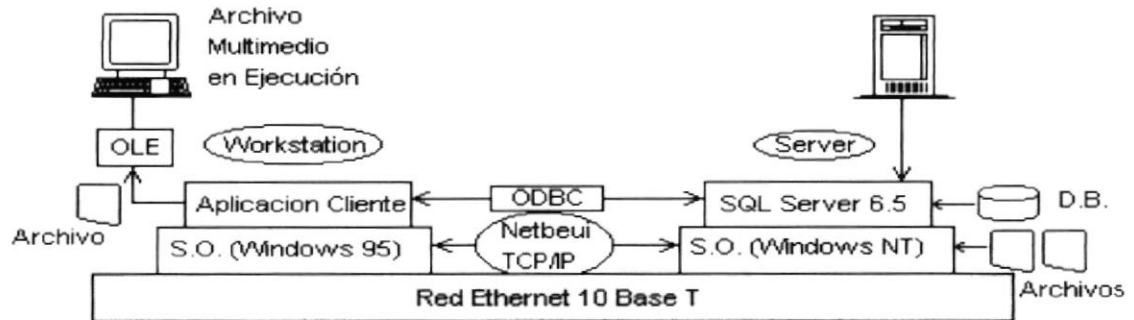 Archivo
Multimedio
en Ejecución
OLE
Workstation
Server
Aplicacion Cliente
ODBC
SQL Server 6.5
D.B.
Archivo
S.O. (Windows 95)
Netbeui
TCP/IP
S.O. (Windows NT)
Archivos
Red Ethernet 10 Base T